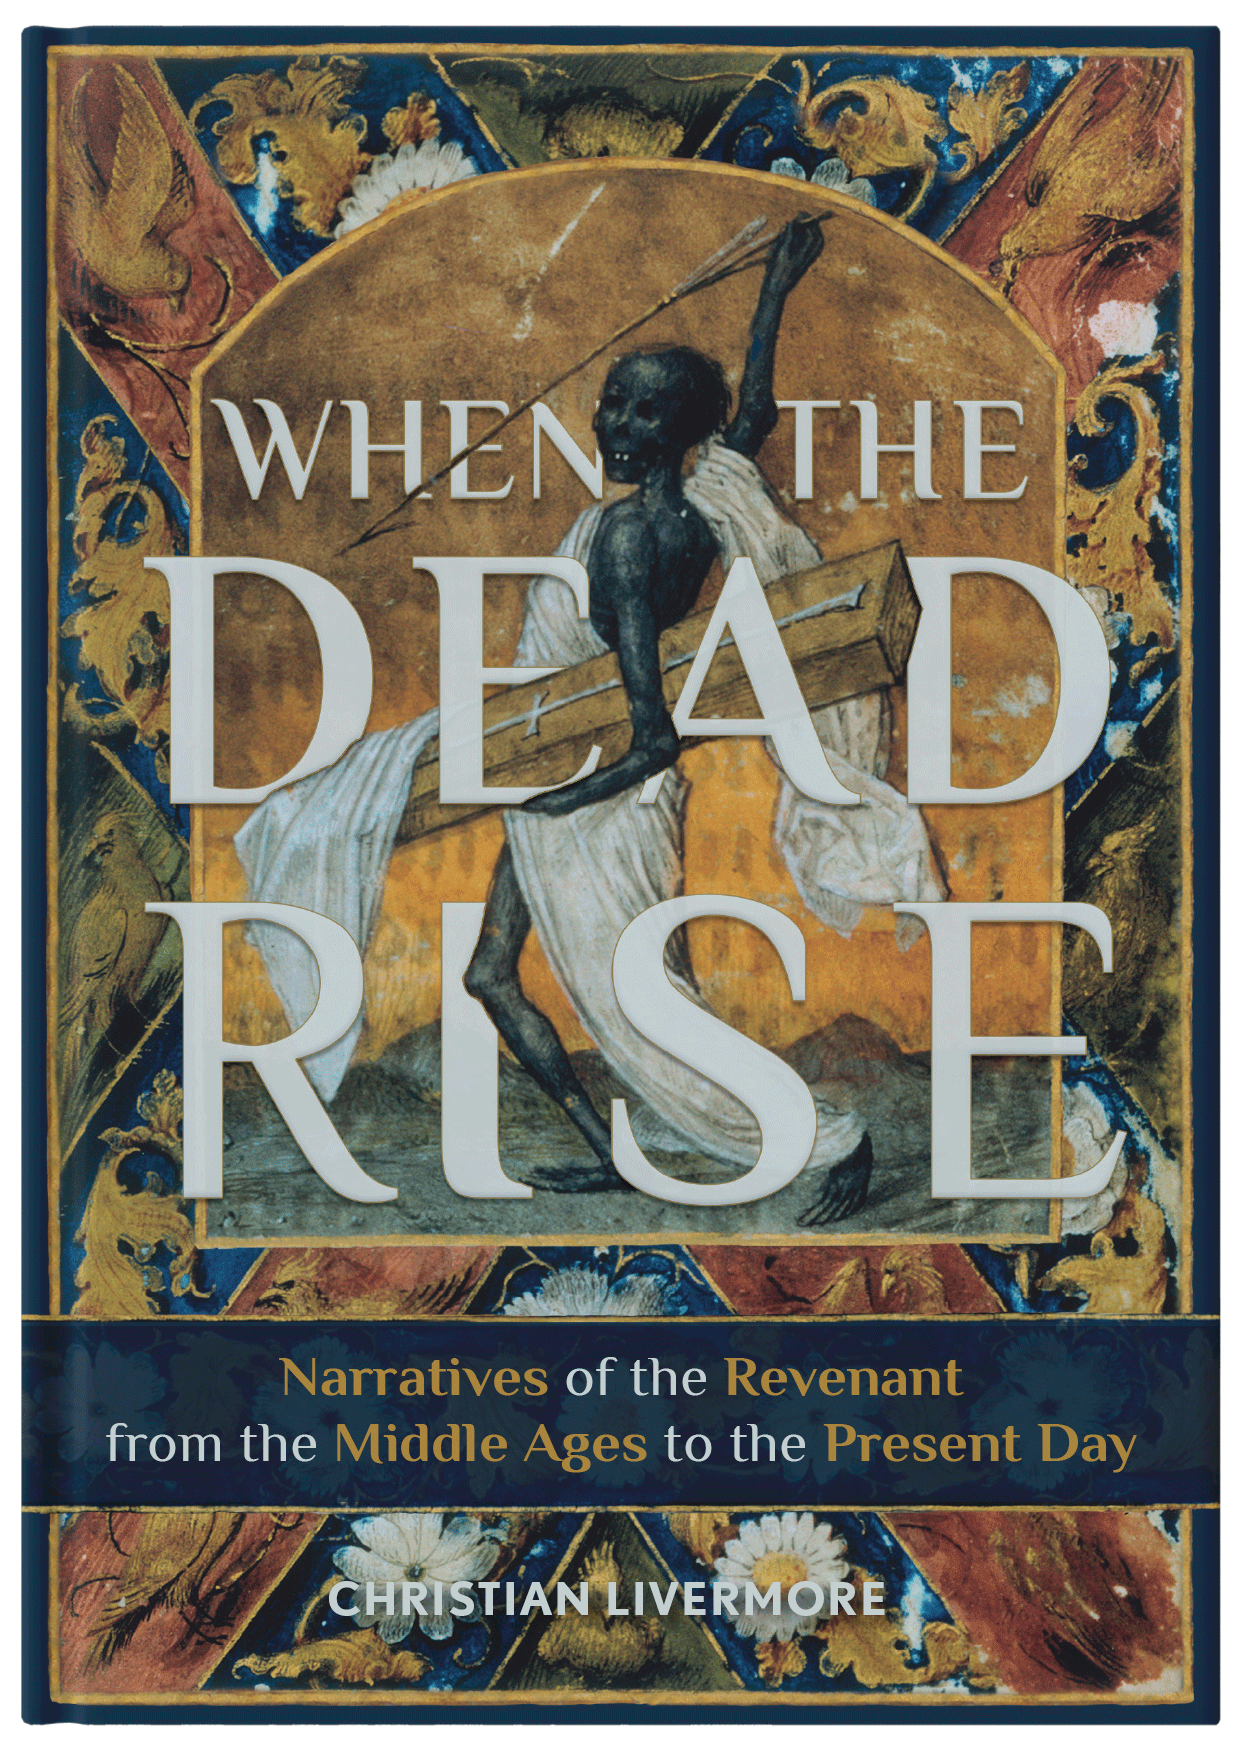 WHEN THE
DEAD
RISE
Narratives of the Revenant
from the Middle Ages to the Present Day
CHRISTIAN LIVERMORE